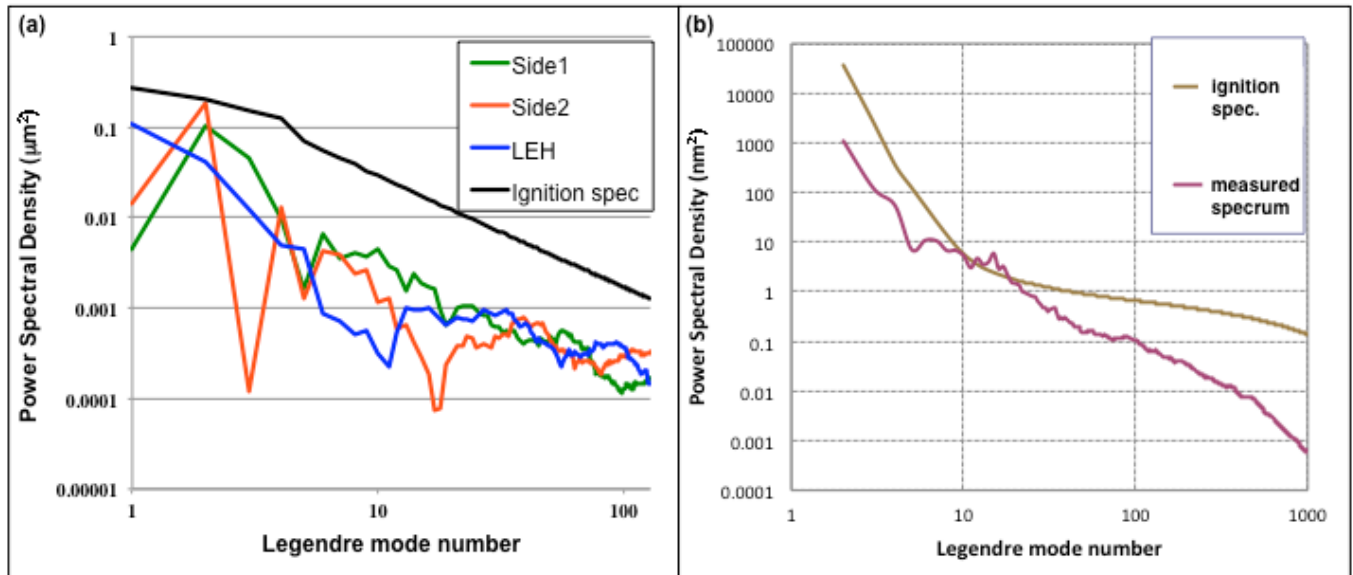 (a)
Power Spectral Density (µm²)
1
0.1
0.01
0.001
0.0001
0.00001
1
10
100
Legendre mode number
Side1
Side2
LEH
Ignition spec
(b)
Power Spectral Density (nm²)
100000
10000
1000
100
10
1
0.1
0.01
0.001
0.0001
1
10
100
1000
Legendre mode number
ignition
spec.
measured
specrum